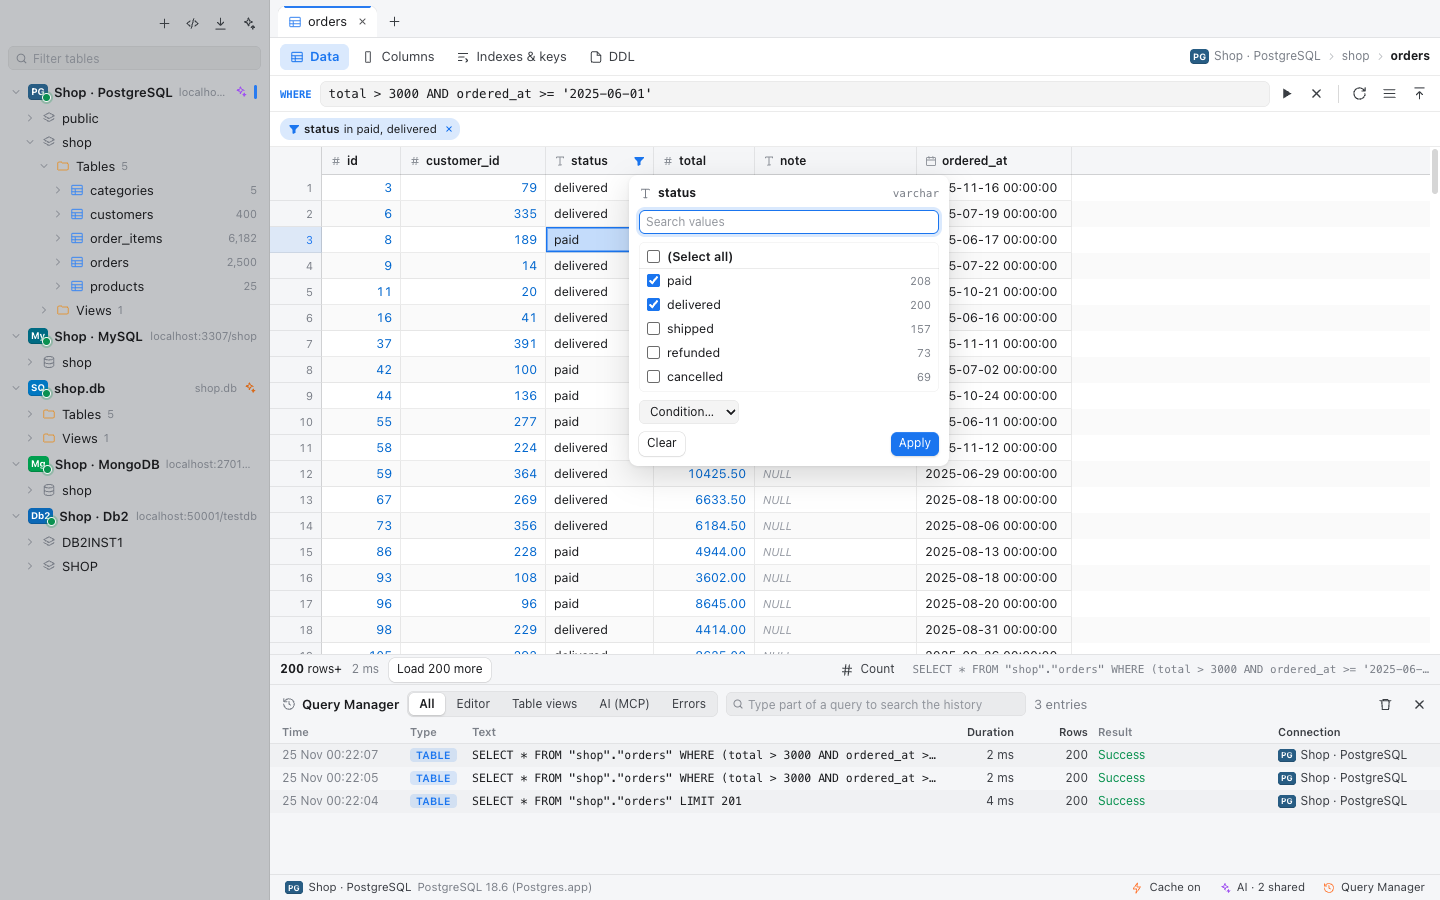 Filter tables
PG Shop · PostgreSQL localho...
public
shop
Tables 5
categories 5
customers 400
order_items 6,182
orders 2,500
products 25
Views 1
My Shop · MySQL localhost:3307/shop
shop
SQ shop.db shop.db
Tables 5
Views 1
Mg Shop · MongoDB localhost:2701...
shop
Db2 Shop · Db2 localhost:50001/testdb
DB2INST1
SHOP
orders
Data Columns Indexes & keys DDL
PG Shop · PostgreSQL shop orders
WHERE total > 3000 AND ordered_at >= '2025-06-01'
status in paid, delivered ×
# id # customer_id status # total note ordered_at
1 3 79 delivered 5-11-16 00:00:00
2 6 335 delivered 5-07-19 00:00:00
3 8 189 paid 5-06-17 00:00:00
4 9 14 delivered 5-07-22 00:00:00
5 11 20 delivered 5-10-21 00:00:00
6 16 41 delivered 5-06-16 00:00:00
7 37 391 delivered 5-11-11 00:00:00
8 42 100 paid 5-07-02 00:00:00
9 44 136 paid 5-10-24 00:00:00
10 55 277 paid 5-06-11 00:00:00
11 58 224 delivered 5-11-12 00:00:00
12 59 364 delivered 10425.50 NULL 2025-06-29 00:00:00
13 67 269 delivered 6633.50 NULL 2025-08-18 00:00:00
14 73 356 delivered 6184.50 NULL 2025-08-06 00:00:00
15 86 228 paid 4944.00 NULL 2025-08-13 00:00:00
16 93 108 paid 3602.00 NULL 2025-08-18 00:00:00
17 96 96 paid 8645.00 NULL 2025-08-20 00:00:00
18 98 229 delivered 4414.00 NULL 2025-08-31 00:00:00
status varchar
Search values
(Select all)
paid 208
delivered 200
shipped 157
refunded 73
cancelled 69
Condition...
Clear Apply
200 rows+ 2 ms Load 200 more # Count SELECT * FROM "shop"."orders" WHERE (total > 3000 AND ordered_at >= '2025-06-…
Query Manager All Editor Table views AI (MCP) Errors Type part of a query to search the history 3 entries
Time Type Text Duration Rows Result Connection
25 Nov 00:22:07 TABLE SELECT * FROM "shop"."orders" WHERE (total > 3000 AND ordered_at >… 2 ms 200 Success PG Shop · PostgreSQL
25 Nov 00:22:05 TABLE SELECT * FROM "shop"."orders" WHERE (total > 3000 AND ordered_at >… 2 ms 200 Success PG Shop · PostgreSQL
25 Nov 00:22:04 TABLE SELECT * FROM "shop"."orders" LIMIT 201 4 ms 200 Success PG Shop · PostgreSQL
PG Shop · PostgreSQL PostgreSQL 18.6 (Postgres.app) Cache on AI · 2 shared Query Manager